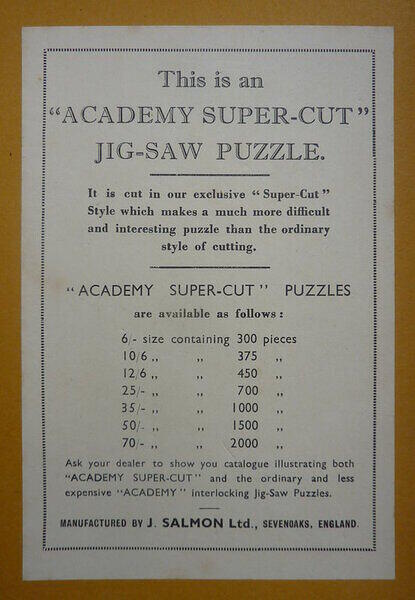 This is an
"ACADEMY SUPER-CUT"
JIG-SAW PUZZLE.
It is cut in our exclusive "Super-Cut"
Style which makes a much more difficult
and interesting puzzle than the ordinary
style of cutting.
"ACADEMY SUPER-CUT" PUZZLES
are available as follows :
6/- size containing 300 pieces
10/6 ,, ,, 375 ,,
12/6 ,, ,, 450 ,,
25/- ,, ,, 700 ,,
35/- ,, ,, 1000 ,,
50/- ,, ,, 1500 ,,
70/- ,, ,, 2000 ,,
Ask your dealer to show you catalogue illustrating both
"ACADEMY SUPER-CUT" and the ordinary and less
expensive "ACADEMY" interlocking Jig-Saw Puzzles.
MANUFACTURED BY J. SALMON Ltd., SEVENOAKS, ENGLAND.